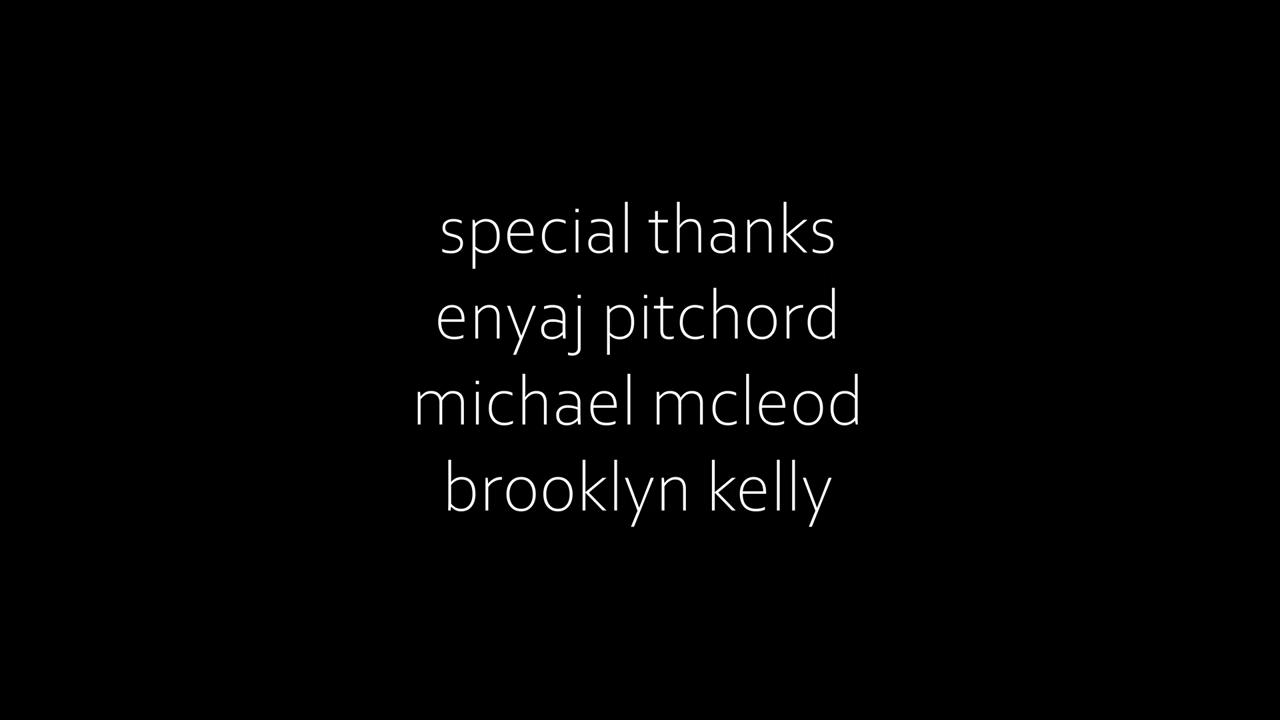 special thanks
enyaj pitchord
michael mcleod
brooklyn kelly